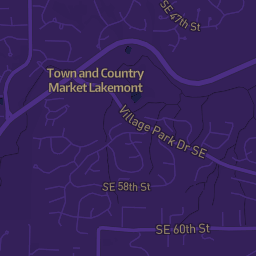 SE 47th St
Town and Country
Market Lakemont
Village Park Dr SE
SE 58th St
SE 60th St